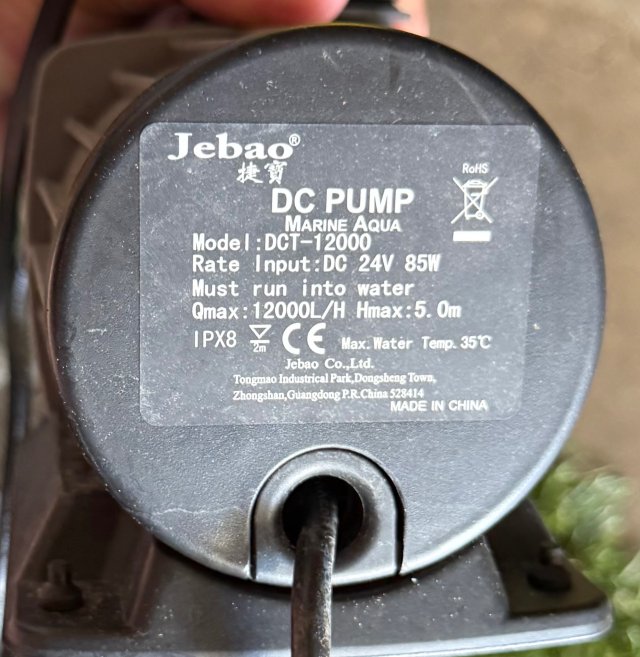 Jebao®
捷寶
RoHS
DC PUMP
MARINE AQUA
Model:DCT-12000
Rate Input:DC 24V 85W
Must run into water
Qmax:12000L/H Hmax:5.0m
IPX8 2m CE Max.Water Temp.35℃
Jebao Co.,Ltd.
Tongmao Industrical Park,Dongsheng Town,
Zhongshan,Guangdong P.R.China 528414
MADE IN CHINA